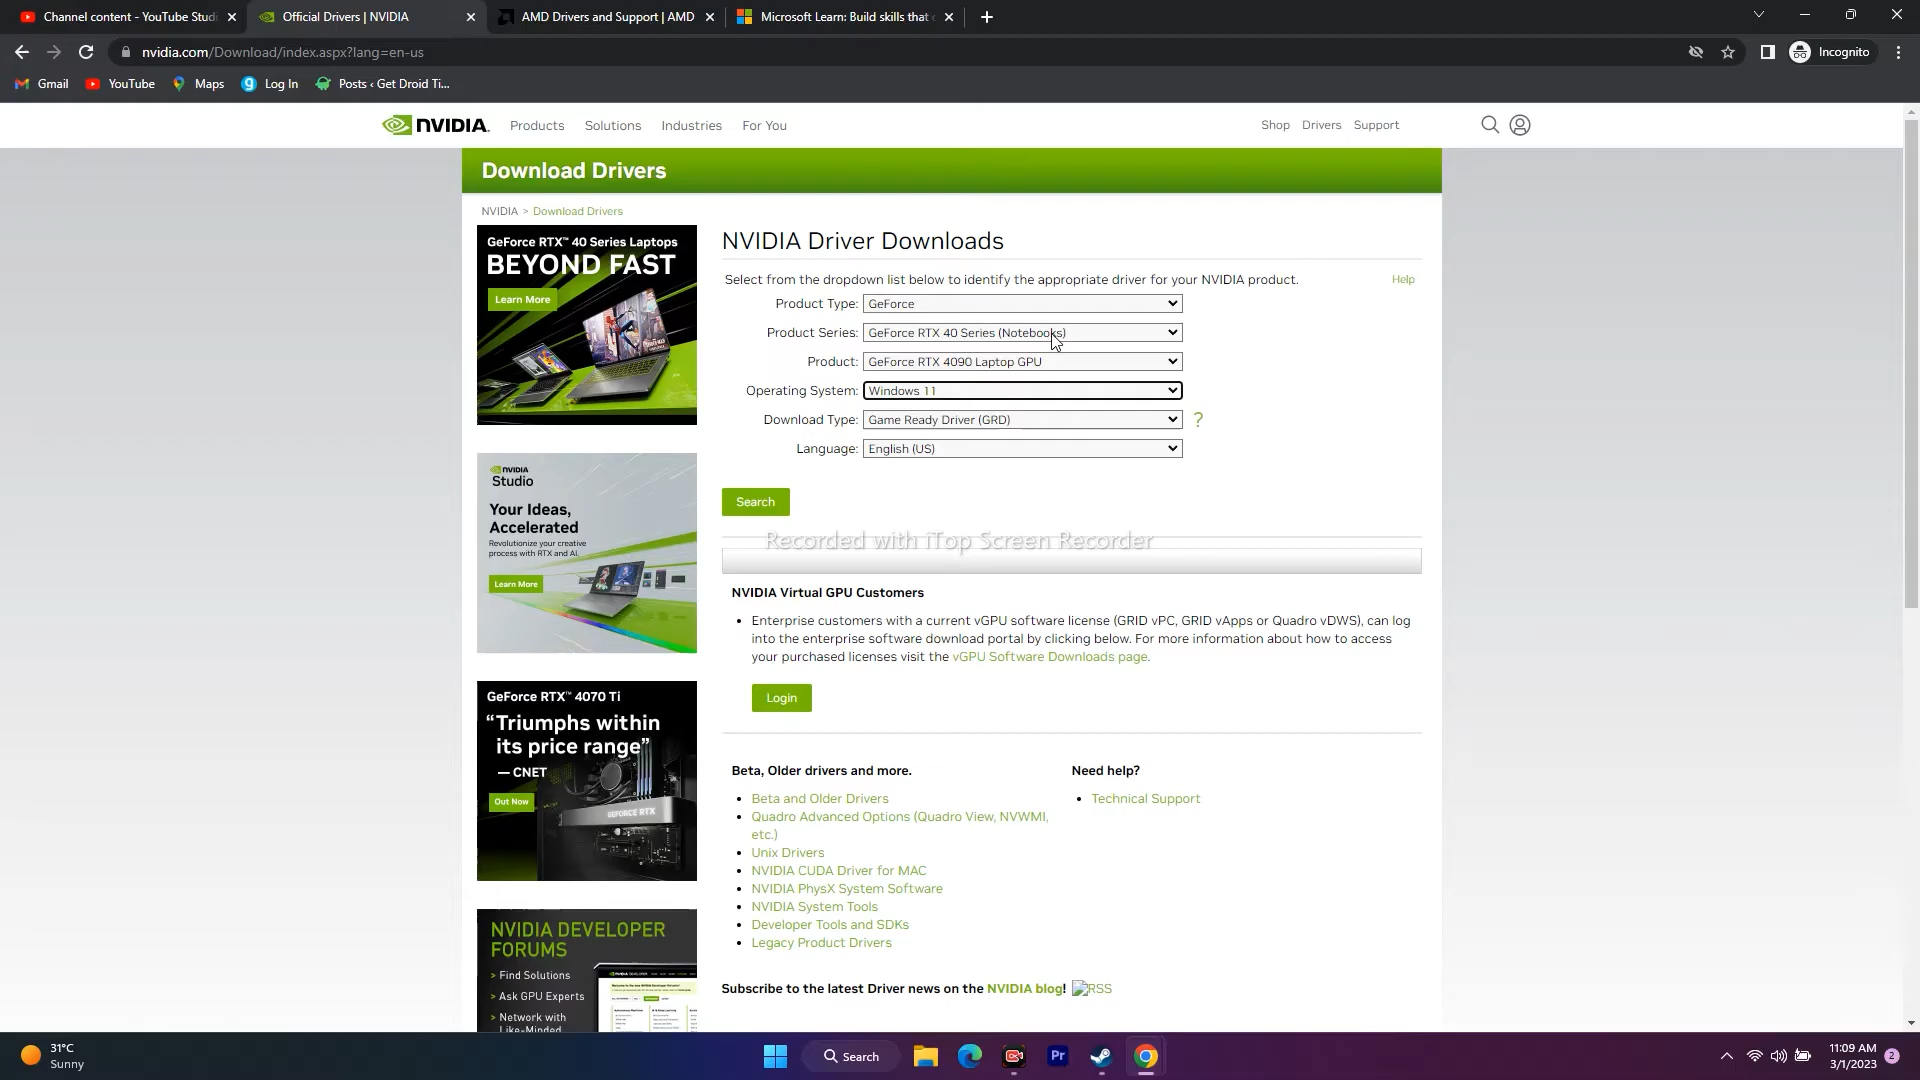 Content content - YouTube Studi
Official Drivers | NVIDIA
AMD Drivers and Support | AMD
Microsoft Learn: Build skills that
nvidia.com/Download/index.aspx?lang=en-us
Incognito
Gmail
YouTube
Maps
Log In
Posts ‹ Get Droid Ti...
NVIDIA.
Products
Solutions
Industries
For You
Shop
Drivers
Support
Download Drivers
NVIDIA > Download Drivers
GeForce RTX™ 40 Series Laptops
BEYOND FAST
Learn More
NVIDIA Driver Downloads
Select from the dropdown list below to identify the appropriate driver for your NVIDIA product.
Help
Product Type: GeForce
Product Series: GeForce RTX 40 Series (Notebooks)
Product: GeForce RTX 4090 Laptop GPU
Operating System: Windows 11
Download Type: Game Ready Driver (GRD) ?
Language: English (US)
Search
Recorded with iTop Screen Recorder
NVIDIA
Studio
Your Ideas,
Accelerated
Revolutionize your creative
process with RTX and AI.
Learn More
NVIDIA Virtual GPU Customers
Enterprise customers with a current vGPU software license (GRID vPC, GRID vApps or Quadro vDWS), can log
into the enterprise software download portal by clicking below. For more information about how to access
your purchased licenses visit the vGPU Software Downloads page.
Login
GeForce RTX™ 4070 Ti
“Triumphs within
its price range”
— CNET
Out Now
GEFORCE RTX
Beta, Older drivers and more.
Beta and Older Drivers
Quadro Advanced Options (Quadro View, NVWMI,
etc.)
Unix Drivers
NVIDIA CUDA Driver for MAC
NVIDIA PhysX System Software
NVIDIA System Tools
Developer Tools and SDKs
Legacy Product Drivers
Need help?
Technical Support
NVIDIA DEVELOPER
FORUMS
> Find Solutions
> Ask GPU Experts
> Network with
Like-Minded
Subscribe to the latest Driver news on the NVIDIA blog! RSS
31°C
Sunny
Search
Pr
11:09 AM
3/1/2023
2